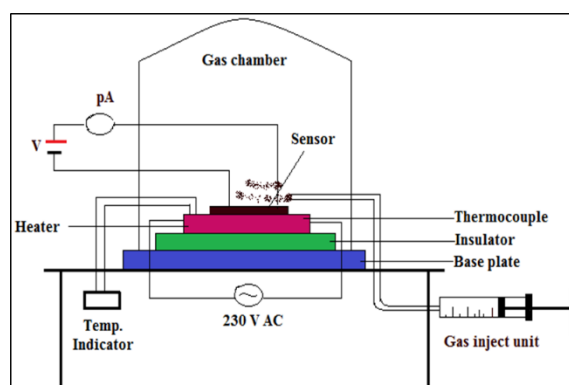 Gas chamber
pA
Sensor
V
Thermocouple
Heater
Insulator
Base plate
Temp.
Indicator
230 V AC
Gas inject unit